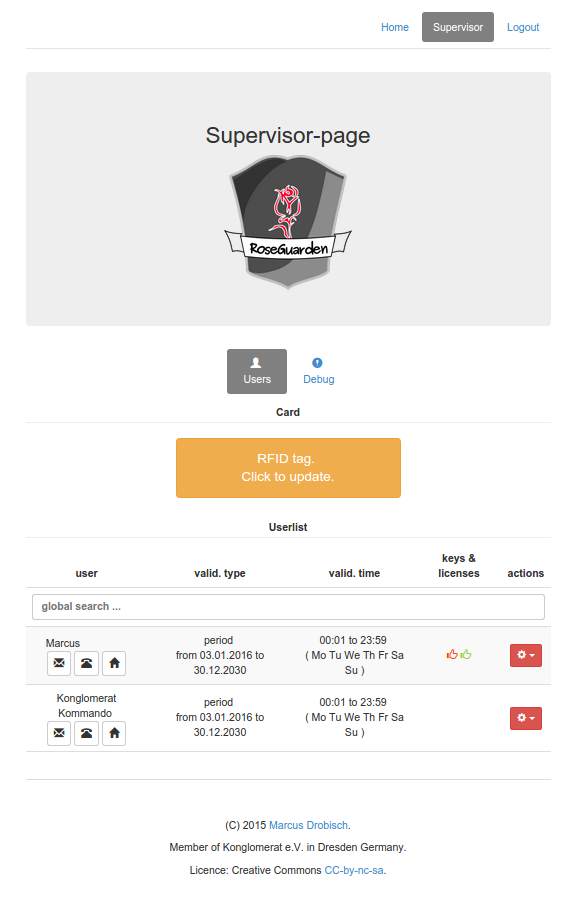 Home Supervisor Logout
Supervisor-page
RoseGuarden
Users Debug
Card
RFID tag.
Click to update.
Userlist
user valid. type valid. time keys & licenses actions
global search ...
Marcus
period
from 03.01.2016 to
30.12.2030
00:01 to 23:59
( Mo Tu We Th Fr Sa
Su )
Konglomerat
Kommando
period
from 03.01.2016 to
30.12.2030
00:01 to 23:59
( Mo Tu We Th Fr Sa
Su )
(C) 2015 Marcus Drobisch.
Member of Konglomerat e.V. in Dresden Germany.
Licence: Creative Commons CC-by-nc-sa.